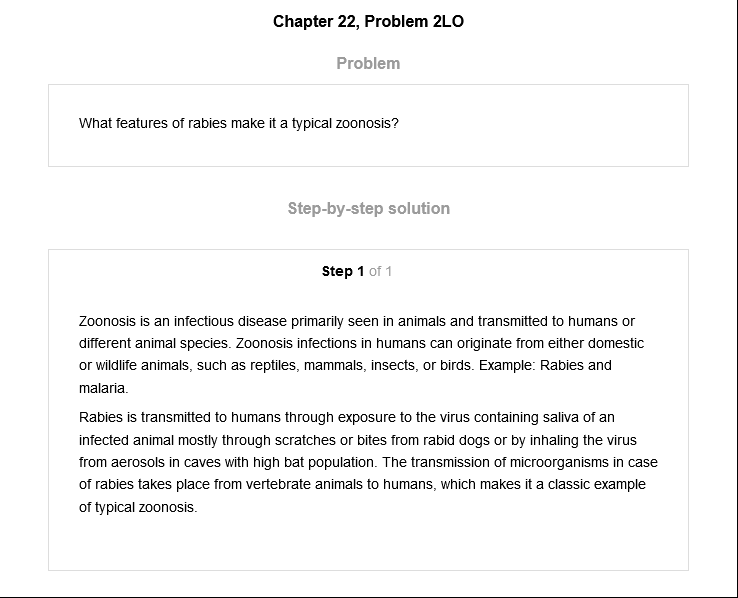 Chapter 22, Problem 2LO
Problem
What features of rabies make it a typical zoonosis?
Step-by-step solution
Step 1 of 1
Zoonosis is an infectious disease primarily seen in animals and transmitted to humans or
different animal species. Zoonosis infections in humans can originate from either domestic
or wildlife animals, such as reptiles, mammals, insects, or birds. Example: Rabies and
malaria.
Rabies is transmitted to humans through exposure to the virus containing saliva of an
infected animal mostly through scratches or bites from rabid dogs or by inhaling the virus
from aerosols in caves with high bat population. The transmission of microorganisms in case
of rabies takes place from vertebrate animals to humans, which makes it a classic example
of typical zoonosis.